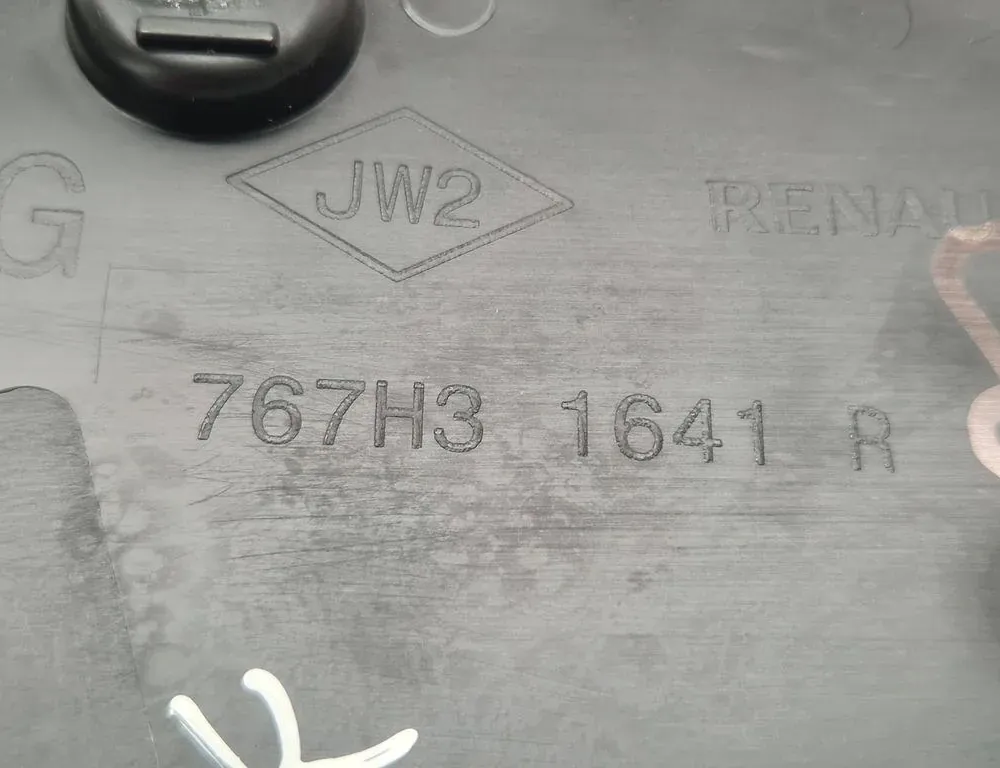 G
JW2
RENAU
767H3 1641 R
K